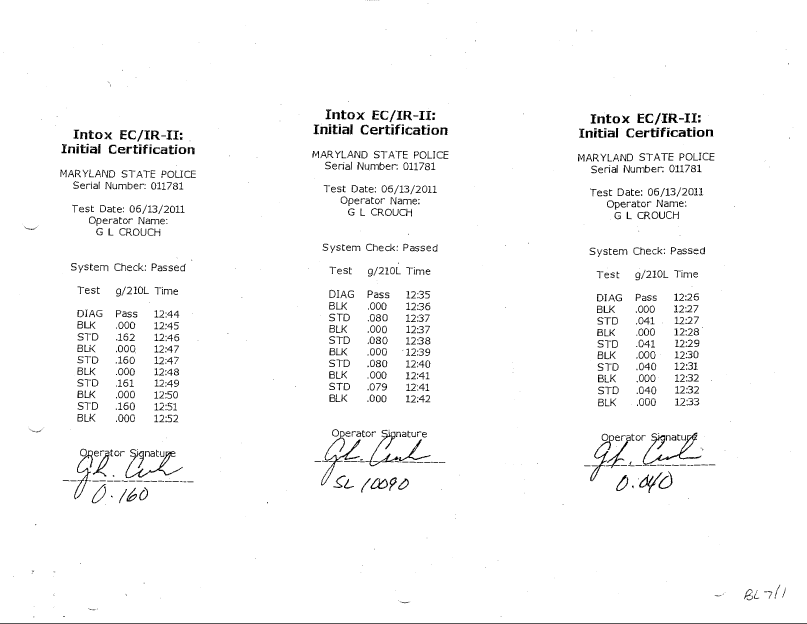 Intox EC/IR-II:
Initial Certification
MARYLAND STATE POLICE
Serial Number: 011781
Test Date: 06/13/2011
Operator Name:
G L CROUCH
System Check: Passed
Test g/210L Time
DIAG Pass 12:44
BLK .000 12:45
STD .162 12:46
BLK .000 12:47
STD .160 12:47
BLK .000 12:48
STD .161 12:49
BLK .000 12:50
STD .160 12:51
BLK .000 12:52
Operator Signature
0.160
Intox EC/IR-II:
Initial Certification
MARYLAND STATE POLICE
Serial Number: 011781
Test Date: 06/13/2011
Operator Name:
G L CROUCH
System Check: Passed
Test g/210L Time
DIAG Pass 12:35
BLK .000 12:36
STD .080 12:37
BLK .000 12:37
STD .080 12:38
BLK .000 12:39
STD .080 12:40
BLK .000 12:41
STD .079 12:41
BLK .000 12:42
Operator Signature
SL 10090
Intox EC/IR-II:
Initial Certification
MARYLAND STATE POLICE
Serial Number: 011781
Test Date: 06/13/2011
Operator Name:
G L CROUCH
System Check: Passed
Test g/210L Time
DIAG Pass 12:26
BLK .000 12:27
STD .041 12:27
BLK .000 12:28
STD .041 12:29
BLK .000 12:30
STD .040 12:31
BLK .000 12:32
STD .040 12:32
BLK .000 12:33
Operator Signature
0.040
BL 7/1